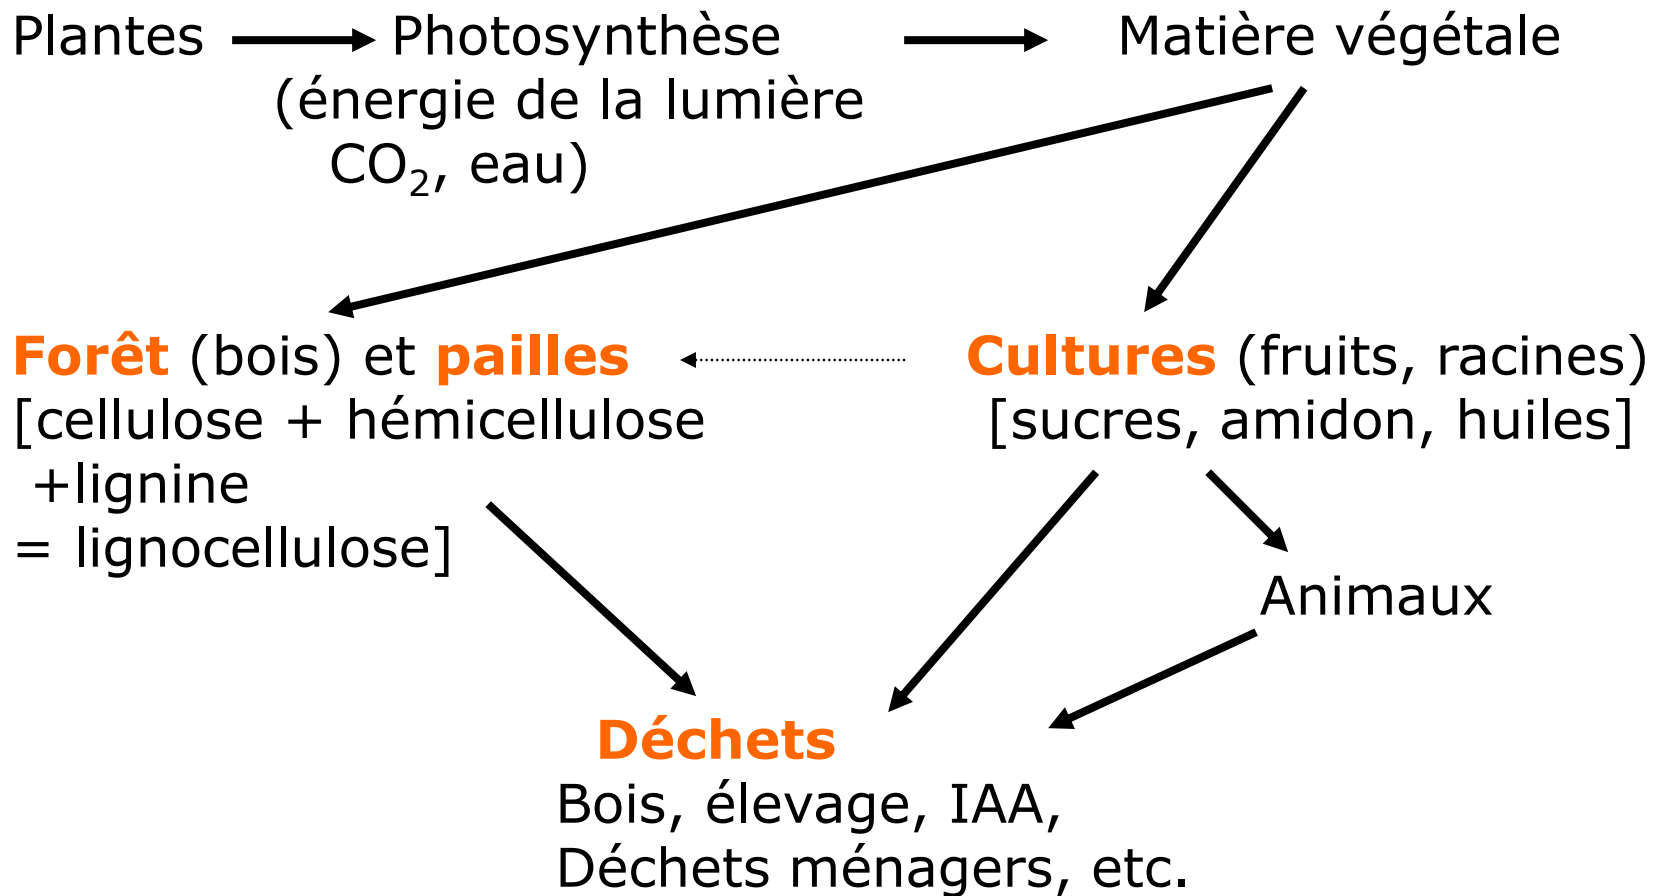 Plantes Photosynthèse Matière végétale
(énergie de la lumière
CO₂, eau)
Forêt (bois) et pailles
[cellulose + hémicellulose
+lignine
= lignocellulose]
Cultures (fruits, racines)
[sucres, amidon, huiles]
Animaux
Déchets
Bois, élevage, IAA,
Déchets ménagers, etc.